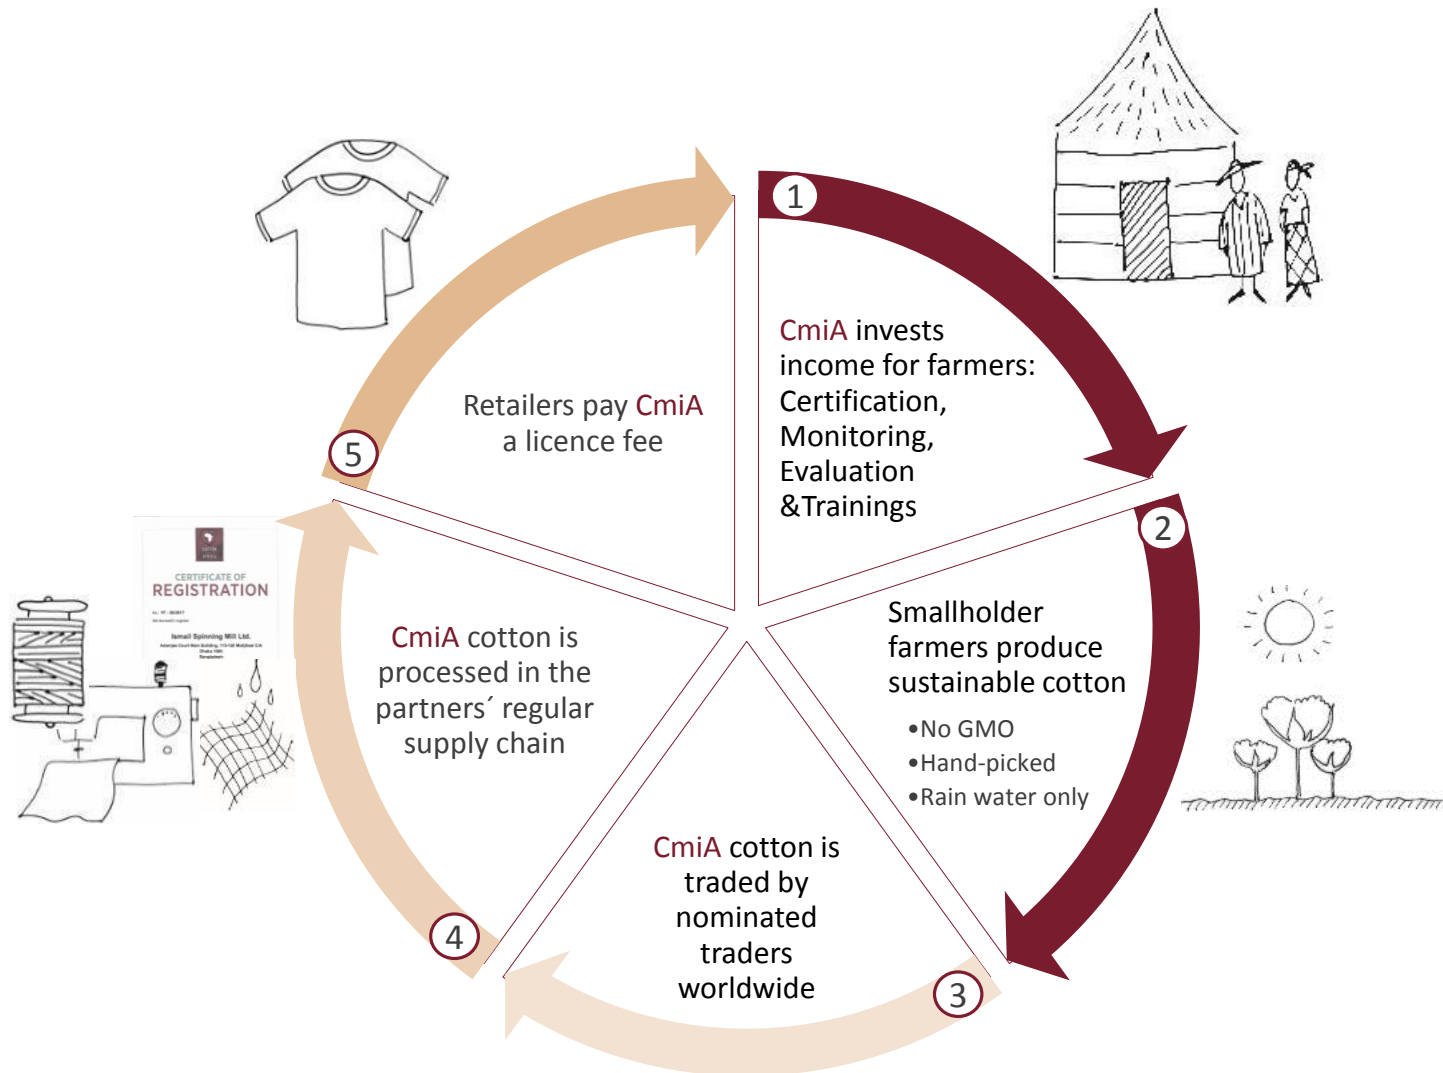 1
CmiA invests
income for farmers:
Certification,
Monitoring,
Evaluation
&Trainings
2
Smallholder
farmers produce
sustainable cotton
•No GMO
•Hand-picked
•Rain water only
3
CmiA cotton is
traded by
nominated
traders
worldwide
4
CmiA cotton is
processed in the
partners´ regular
supply chain
CERTIFICATE OF
REGISTRATION
Ismail Spinning Mill Ltd.
Bangladesh
5
Retailers pay CmiA
a licence fee